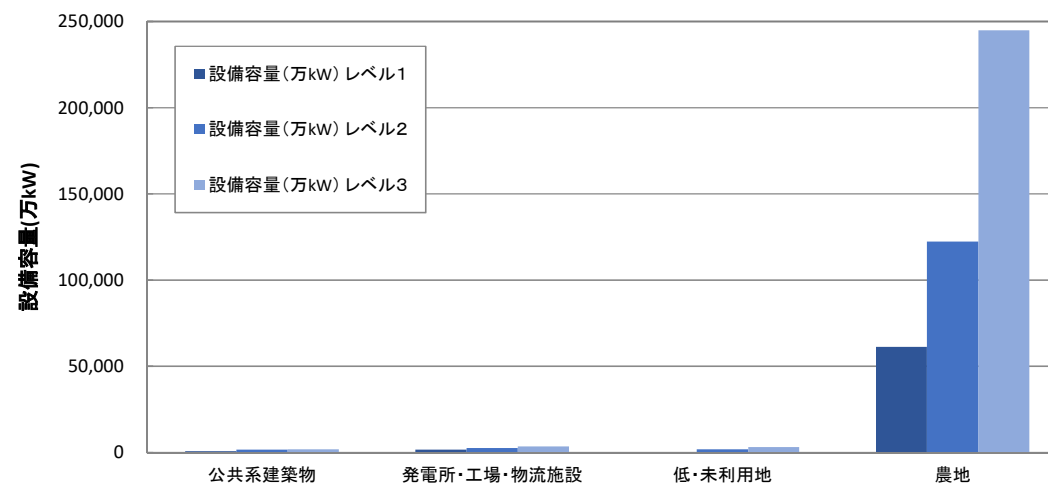 250,000
200,000
150,000
100,000
50,000
0
設備容量(万kW)
設備容量(万kW) レベル1
設備容量(万kW) レベル2
設備容量(万kW) レベル3
公共系建築物
発電所・工場・物流施設
低・未利用地
農地